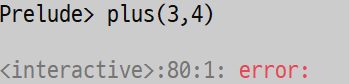 Prelude> plus(3,4)
<interactive>:80:1: error: